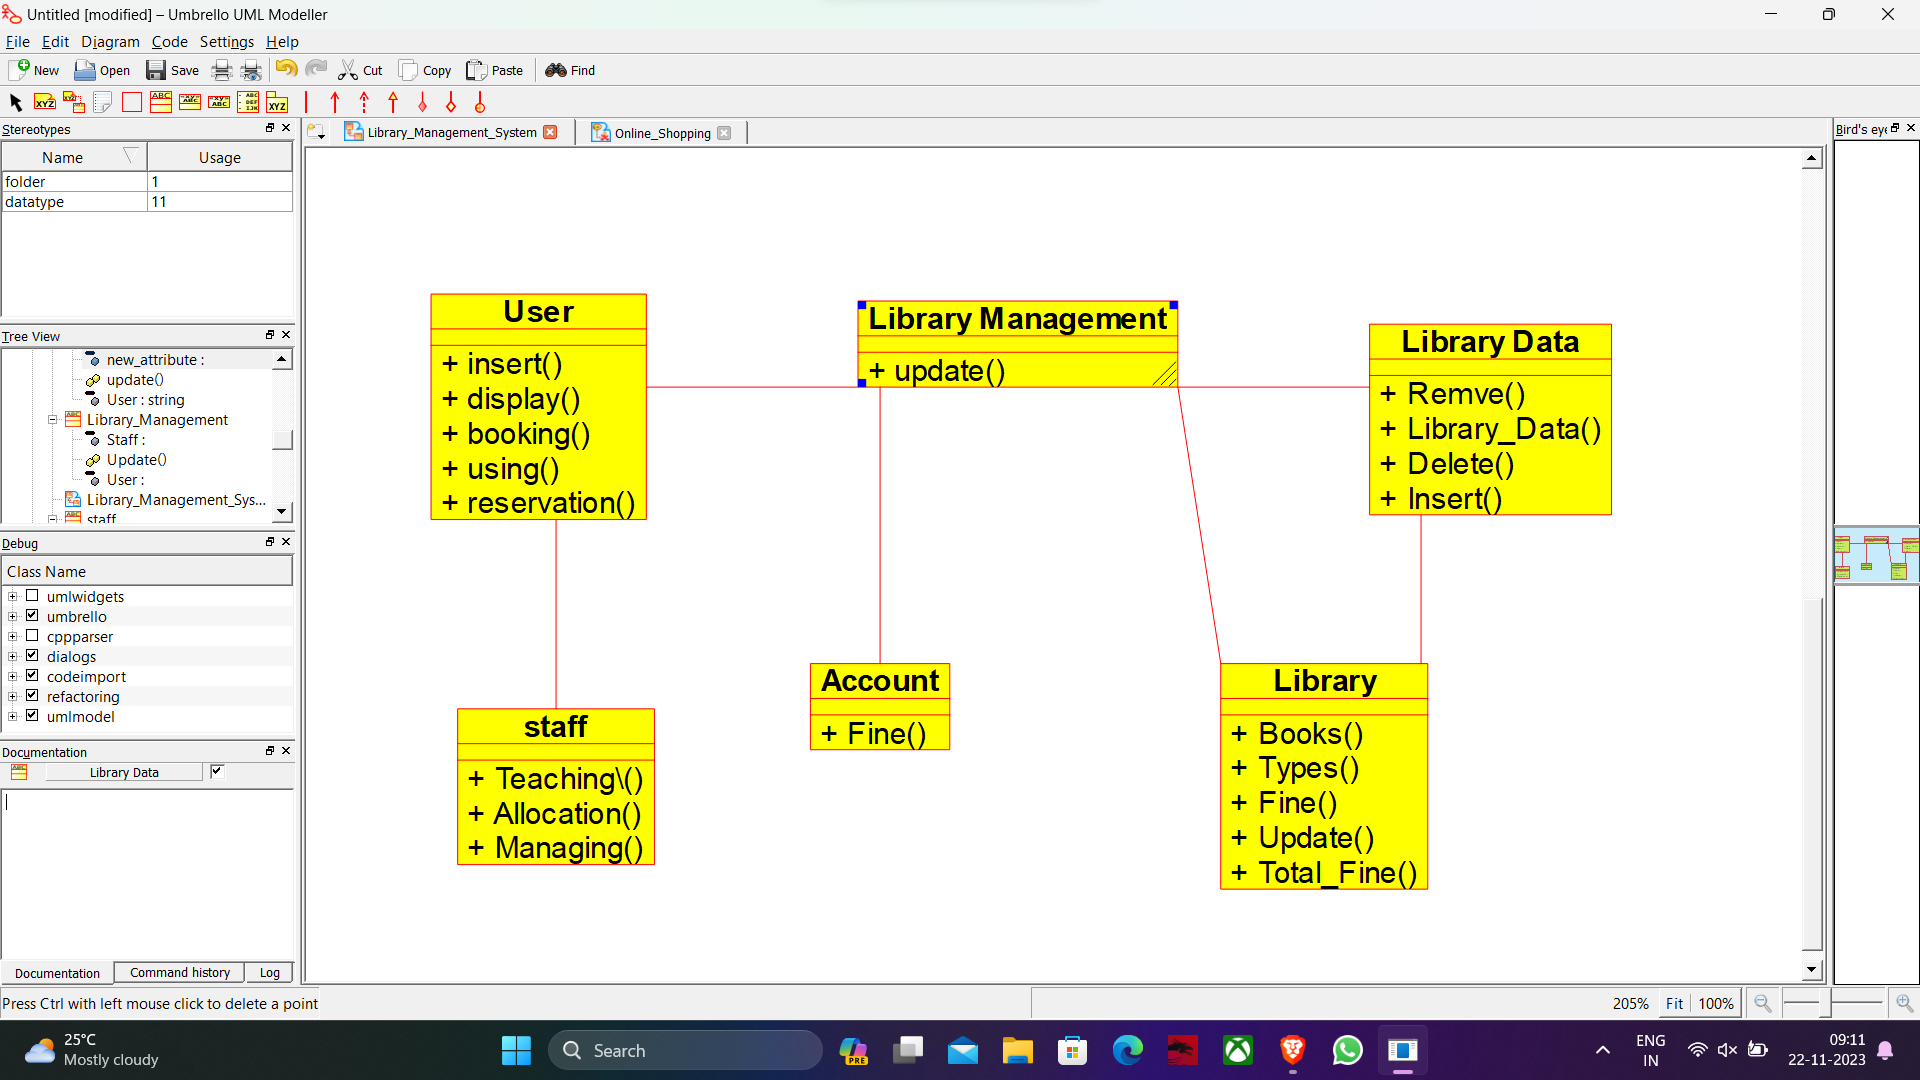 Untitled [modified] – Umbrello UML Modeller
File Edit Diagram Code Settings Help
New Open Save Cut Copy Paste Find
Stereotypes
Name Usage
folder 1
datatype 11
Tree View
new_attribute :
update()
User : string
Library_Management
Staff :
Update()
User :
Library_Management_Sys...
staff
Debug
Class Name
umlwidgets
umbrello
cppparser
dialogs
codeimport
refactoring
umlmodel
Documentation
Library Data
Documentation Command history Log
Library_Management_System Online_Shopping
User
+ insert()
+ display()
+ booking()
+ using()
+ reservation()
Library Management
+ update()
Library Data
+ Remve()
+ Library_Data()
+ Delete()
+ Insert()
staff
+ Teaching\()
+ Allocation()
+ Managing()
Account
+ Fine()
Library
+ Books()
+ Types()
+ Fine()
+ Update()
+ Total_Fine()
Bird's eye
Press Ctrl with left mouse click to delete a point
205% Fit 100%
25°C
Mostly cloudy
Search
PRE
ENG
IN
09:11
22-11-2023